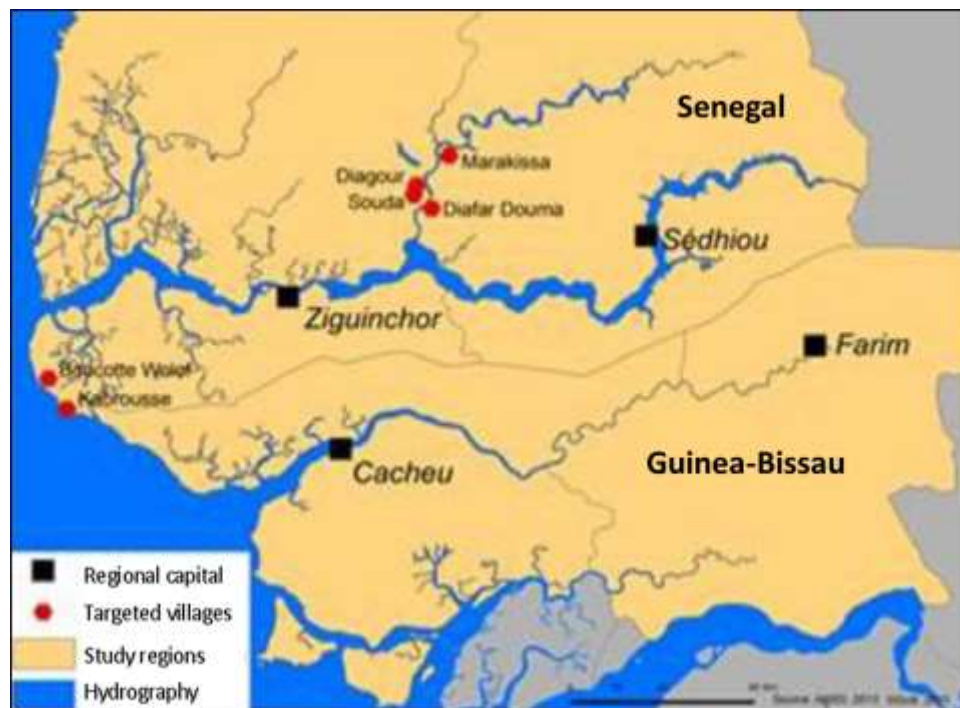 Senegal
Marakissa
Diagour
Souda
Diafar Douma
Sédhiou
Ziguinchor
Farim
Kabrousse
Cacheu
Guinea-Bissau
Regional capital
Targeted villages
Study regions
Hydrography